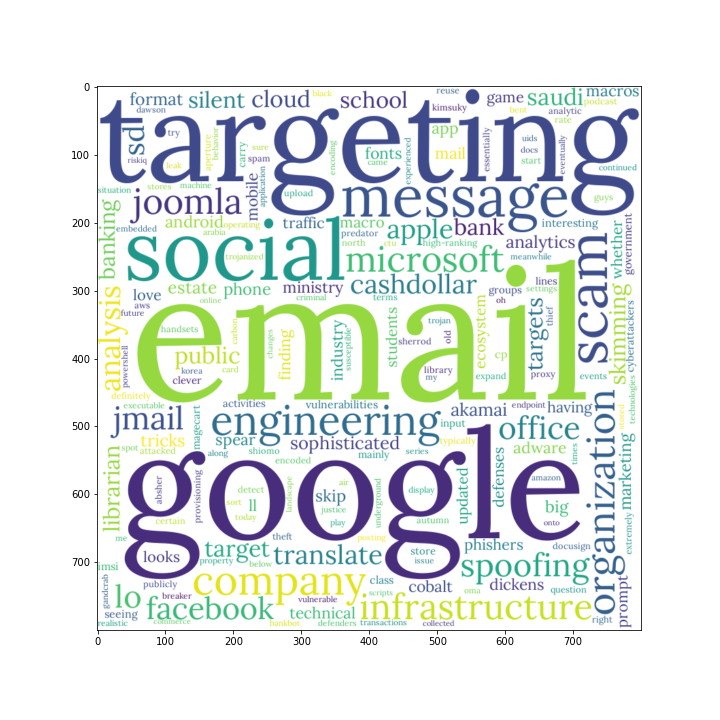 0
100
200
300
400
500
600
700
0 100 200 300 400 500 600 700
format silent cloud school reuse game saudi macros
black
dawson
kimsuky
bent
analytic
podcast
rate
targeting
sdk
riskiq
try
leak
aperture
behavior
carry
sure
spam
encoding
fonts
came
experienced
app
mail
essentially
uids
docs
start
eventually
continued
situation
stores
machine
mobile
application
upload
guys
joomla
message
banking
android
operating
embedded
arabia
traffic
macro
predator
north
ctu
apple
bank
interesting
high-ranking
analytics
meanwhile
whether
government
social
trojanized
microsoft
scam
estate phone ministry cashdollar
groups
lines
settings
oh
love
online
criminal
terms
aws
future
analysis
powershell
email
handsets
carbon
changes
finding
industry
susceptible
students
sherrod
trojan
old
ecosystem
targets
thief
skimming
cyberattackers
public
korea
clever
card
library
my
cp
expand
proxy
events
definitely
executable
activities
vulnerabilities
akamai
endpoint
having
stored
technologies
jmail
magecart
engineering
input
office
tricks
spear
shiomo
sophisticated
adware
spot
attacked
along
encoded
mainly
series
typically
times
organization
marketing
librarian
google
absher
provisioning
detect
sort
today
ll
landscape
skip
air
justice
play
underground
display
autumn
updated
defenses
amazon
big
onto
certain
me
theft
posting
extremely
looks
target
translate
store
issue
phishers
docusign
imsi
property
below
spoofing
gandcrab
publicly
breaker
company
vulnerable
class
scripts
cobalt
oma
dickens
question
prompt
lo
seeing
facebook
technical
infrastructure
realistic
commerce
bankbot
defenders
transactions
collected
right